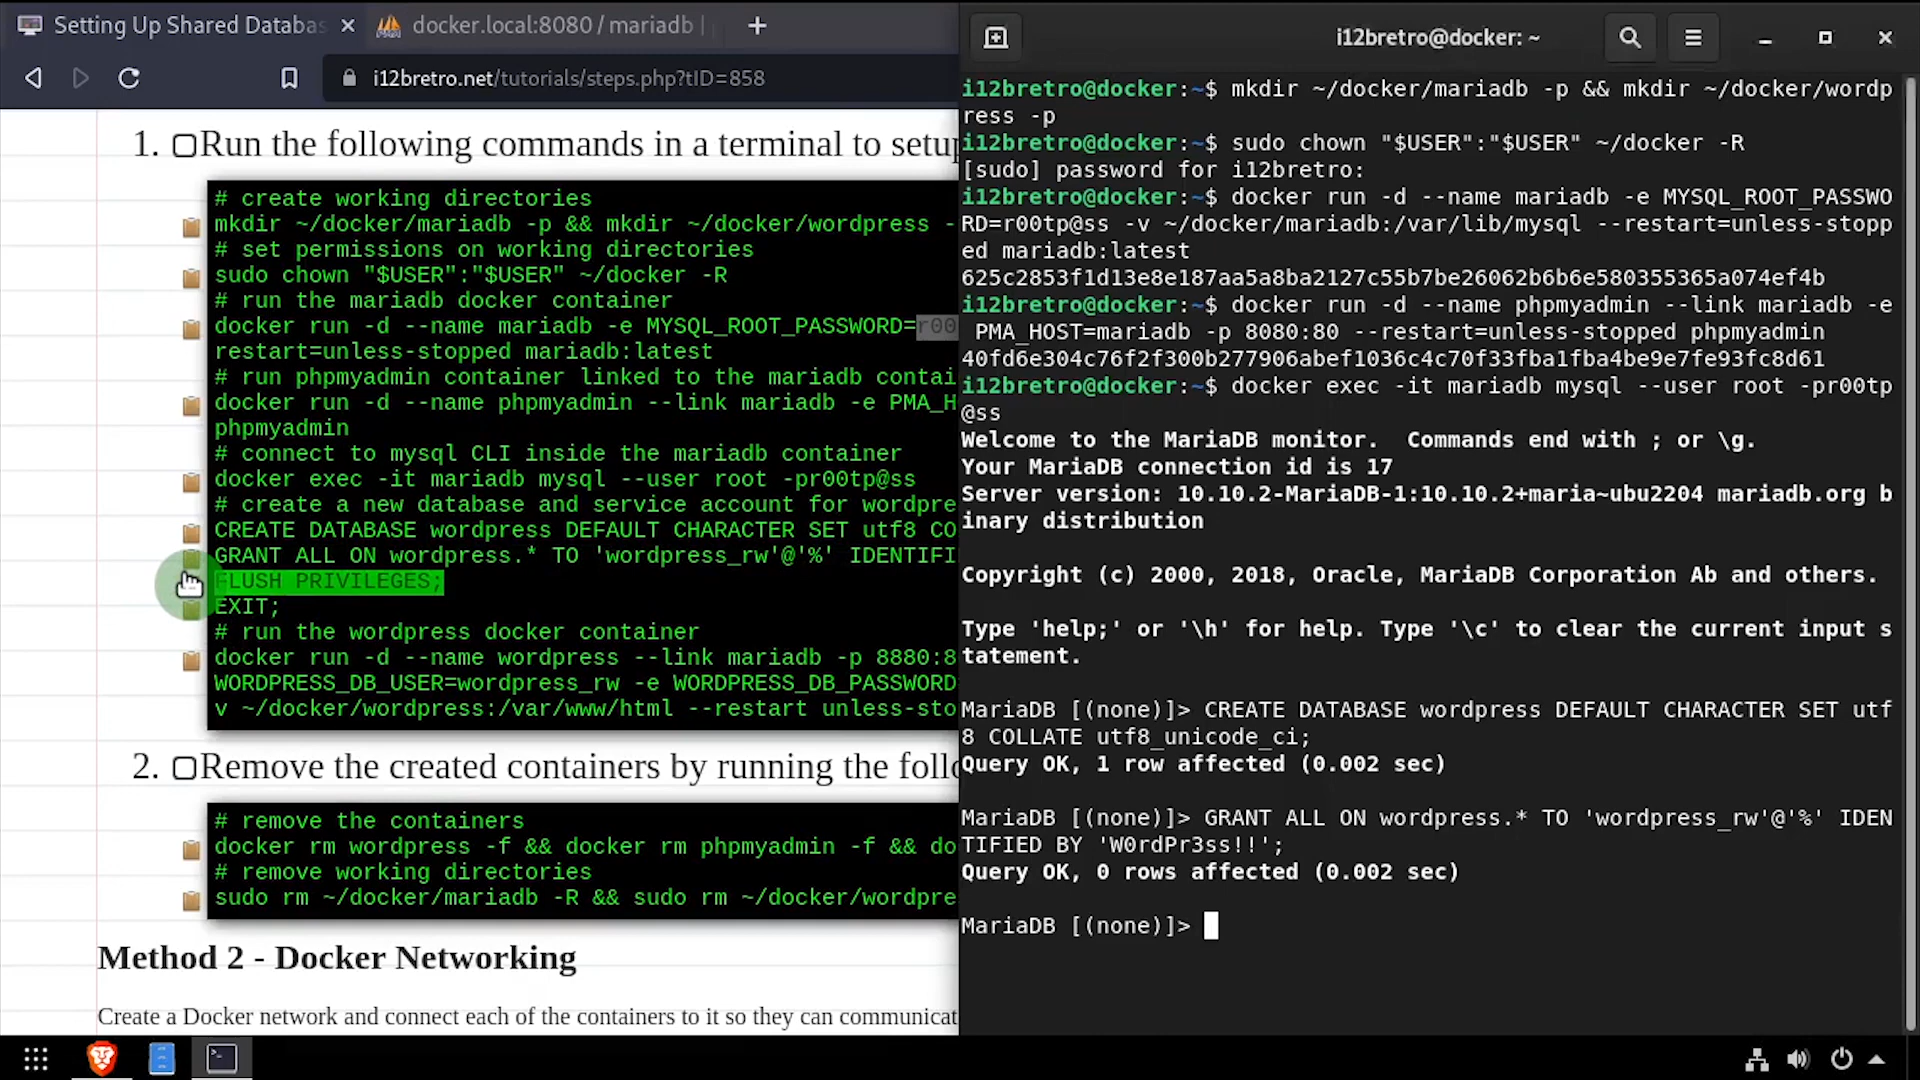 Setting Up Shared Databas
docker.local:8080 / mariadb |
i12bretro.net/tutorials/steps.php?tID=858
1. Run the following commands in a terminal to setup
# create working directories
mkdir ~/docker/mariadb -p && mkdir ~/docker/wordpress -
# set permissions on working directories
sudo chown "$USER":"$USER" ~/docker -R
# run the mariadb docker container
docker run -d --name mariadb -e MYSQL_ROOT_PASSWORD=r00
restart=unless-stopped mariadb:latest
# run phpmyadmin container linked to the mariadb contai
docker run -d --name phpmyadmin --link mariadb -e PMA_H
phpmyadmin
# connect to mysql CLI inside the mariadb container
docker exec -it mariadb mysql --user root -pr00tp@ss
# create a new database and service account for wordpre
CREATE DATABASE wordpress DEFAULT CHARACTER SET utf8 CO
GRANT ALL ON wordpress.* TO 'wordpress_rw'@'%' IDENTIFI
FLUSH PRIVILEGES;
EXIT;
# run the wordpress docker container
docker run -d --name wordpress --link mariadb -p 8880:8
WORDPRESS_DB_USER=wordpress_rw -e WORDPRESS_DB_PASSWORD
v ~/docker/wordpress:/var/www/html --restart unless-sto
2. Remove the created containers by running the follo
# remove the containers
docker rm wordpress -f && docker rm phpmyadmin -f && do
# remove working directories
sudo rm ~/docker/mariadb -R && sudo rm ~/docker/wordpre
Method 2 - Docker Networking
Create a Docker network and connect each of the containers to it so they can communicat
i12bretro@docker: ~
i12bretro@docker:~$ mkdir ~/docker/mariadb -p && mkdir ~/docker/wordp
ress -p
i12bretro@docker:~$ sudo chown "$USER":"$USER" ~/docker -R
[sudo] password for i12bretro:
i12bretro@docker:~$ docker run -d --name mariadb -e MYSQL_ROOT_PASSWO
RD=r00tp@ss -v ~/docker/mariadb:/var/lib/mysql --restart=unless-stopp
ed mariadb:latest
625c2853f1d13e8e187aa5a8ba2127c55b7be26062b6b6e580355365a074ef4b
i12bretro@docker:~$ docker run -d --name phpmyadmin --link mariadb -e
PMA_HOST=mariadb -p 8080:80 --restart=unless-stopped phpmyadmin
40fd6e304c76f2f300b277906abef1036c4c70f33fba1fba4be9e7fe93fc8d61
i12bretro@docker:~$ docker exec -it mariadb mysql --user root -pr00tp
@ss
Welcome to the MariaDB monitor.  Commands end with ; or \g.
Your MariaDB connection id is 17
Server version: 10.10.2-MariaDB-1:10.10.2+maria~ubu2204 mariadb.org b
inary distribution
Copyright (c) 2000, 2018, Oracle, MariaDB Corporation Ab and others.
Type 'help;' or '\h' for help. Type '\c' to clear the current input s
tatement.
MariaDB [(none)]> CREATE DATABASE wordpress DEFAULT CHARACTER SET utf
8 COLLATE utf8_unicode_ci;
Query OK, 1 row affected (0.002 sec)
MariaDB [(none)]> GRANT ALL ON wordpress.* TO 'wordpress_rw'@'%' IDEN
TIFIED BY 'W0rdPr3ss!!';
Query OK, 0 rows affected (0.002 sec)
MariaDB [(none)]>